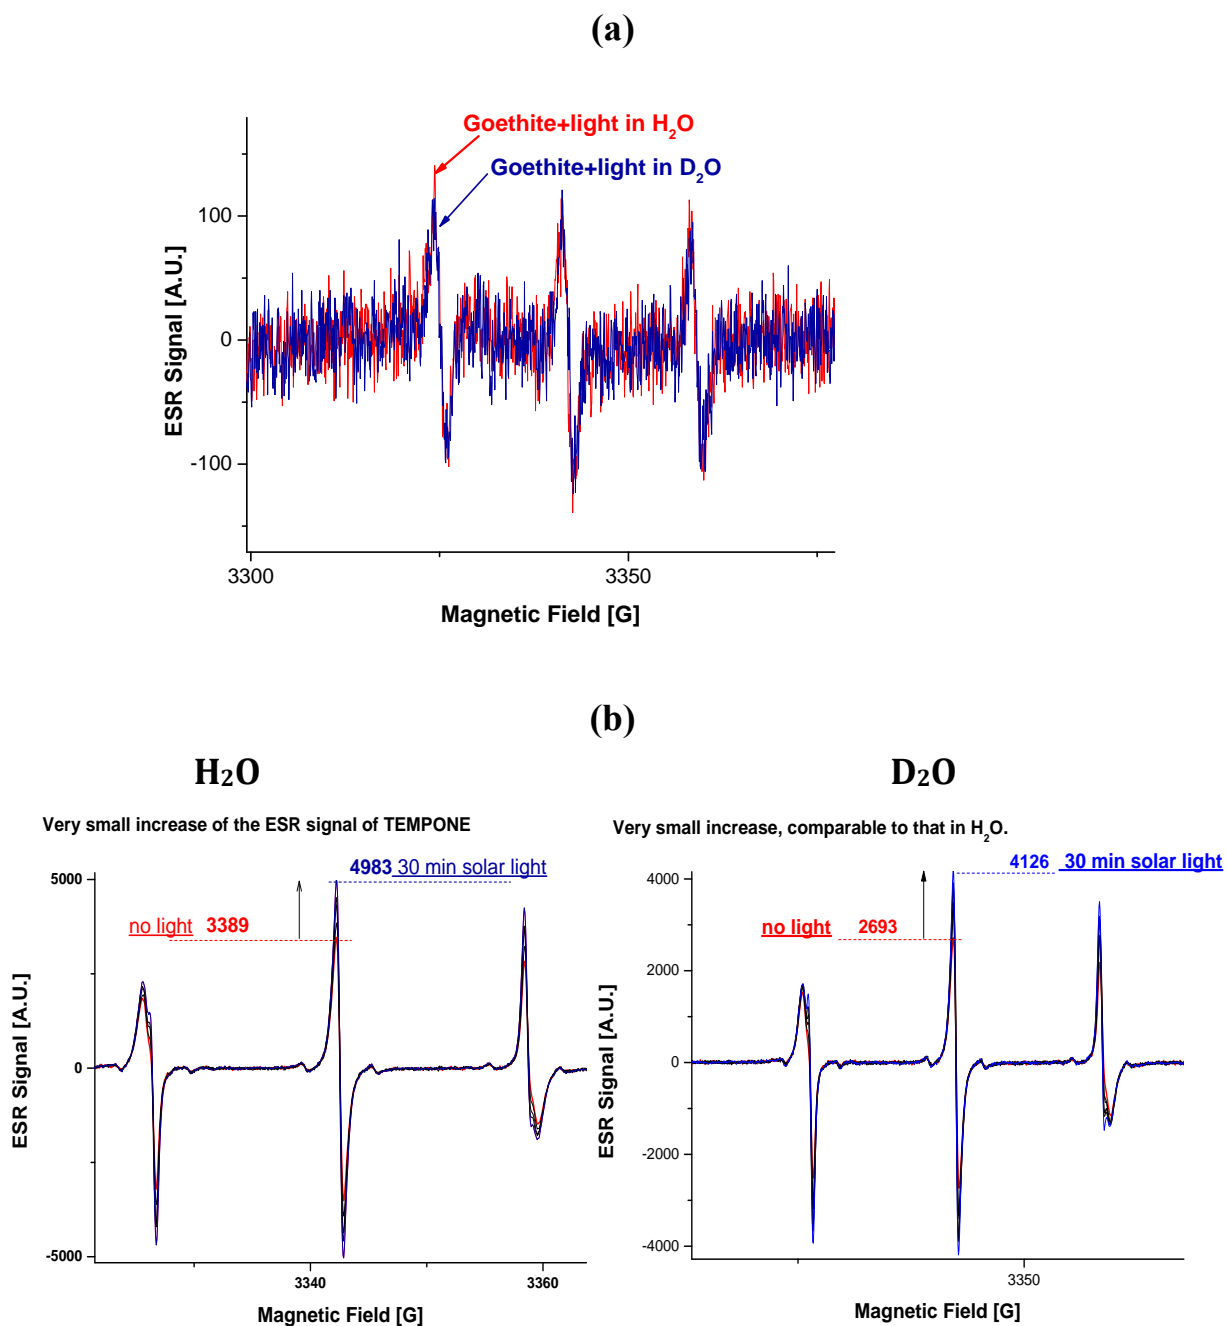 (a)
Goethite+light in H₂O
Goethite+light in D₂O
100
0
-100
ESR Signal [A.U.]
3300
3350
Magnetic Field [G]
(b)
H₂O
D₂O
Very small increase of the ESR signal of TEMPONE
Very small increase, comparable to that in H₂O.
4983 30 min solar light
no light 3389
5000
0
-5000
ESR Signal [A.U.]
3340
3360
Magnetic Field [G]
4126 30 min solar light
no light 2693
4000
2000
0
-2000
-4000
ESR Signal [A.U.]
3350
Magnetic Field [G]